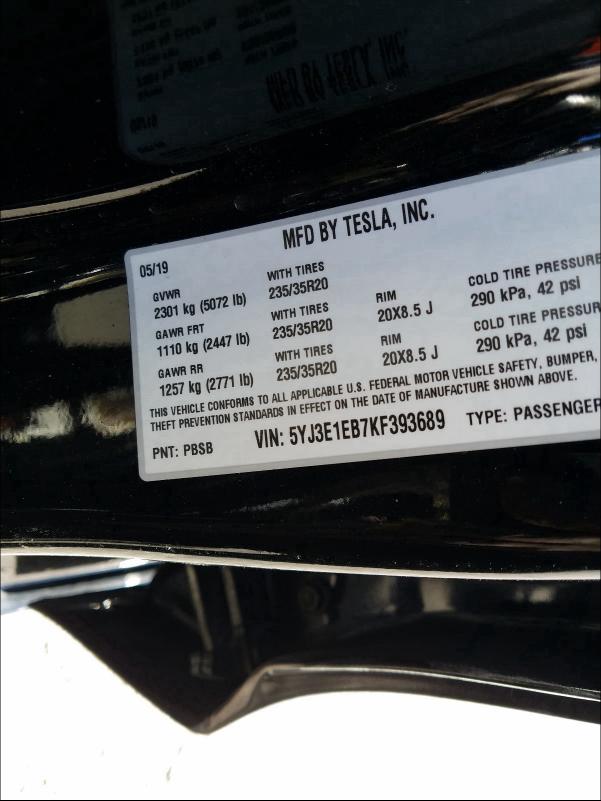 MFD BY TESLA, INC.
05/19
GVWR
2301 kg (5072 lb)
WITH TIRES
235/35R20
RIM
20X8.5 J
COLD TIRE PRESSURE
290 kPa, 42 psi
GAWR FRT
1110 kg (2447 lb)
WITH TIRES
235/35R20
RIM
20X8.5 J
COLD TIRE PRESSUR
290 kPa, 42 psi
GAWR RR
1257 kg (2771 lb)
WITH TIRES
235/35R20
THIS VEHICLE CONFORMS TO ALL APPLICABLE U.S. FEDERAL MOTOR VEHICLE SAFETY, BUMPER,
THEFT PREVENTION STANDARDS IN EFFECT ON THE DATE OF MANUFACTURE SHOWN ABOVE.
PNT: PBSB VIN: 5YJ3E1EB7KF393689 TYPE: PASSENGER